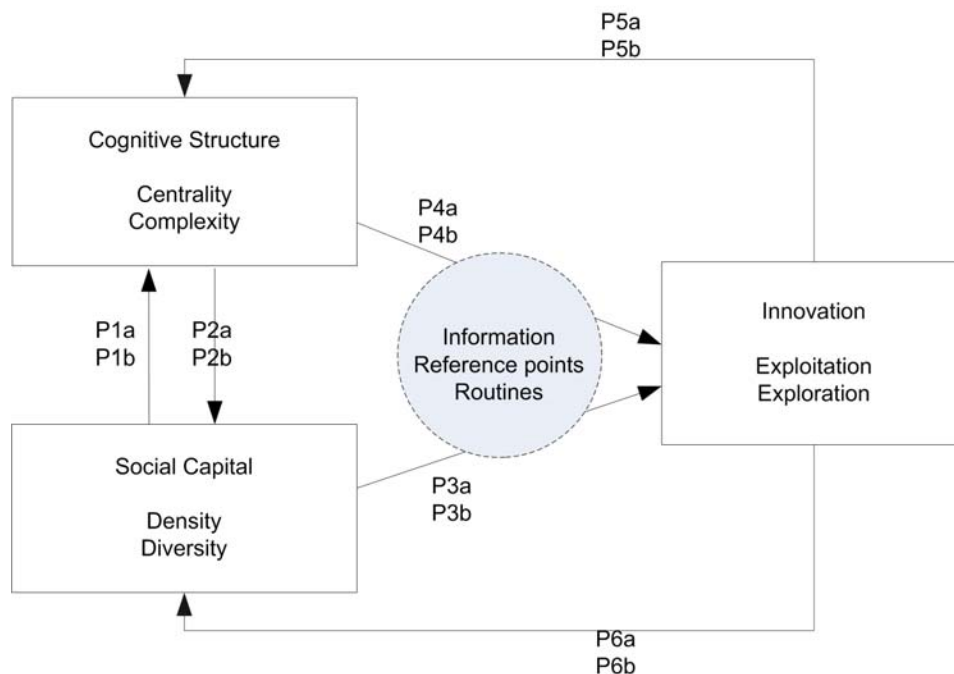 P5a
P5b
Cognitive Structure
Centrality
Complexity
P4a
P4b
Information
Reference points
Routines
Innovation
Exploitation
Exploration
P1a
P1b
P2a
P2b
Social Capital
Density
Diversity
P3a
P3b
P6a
P6b